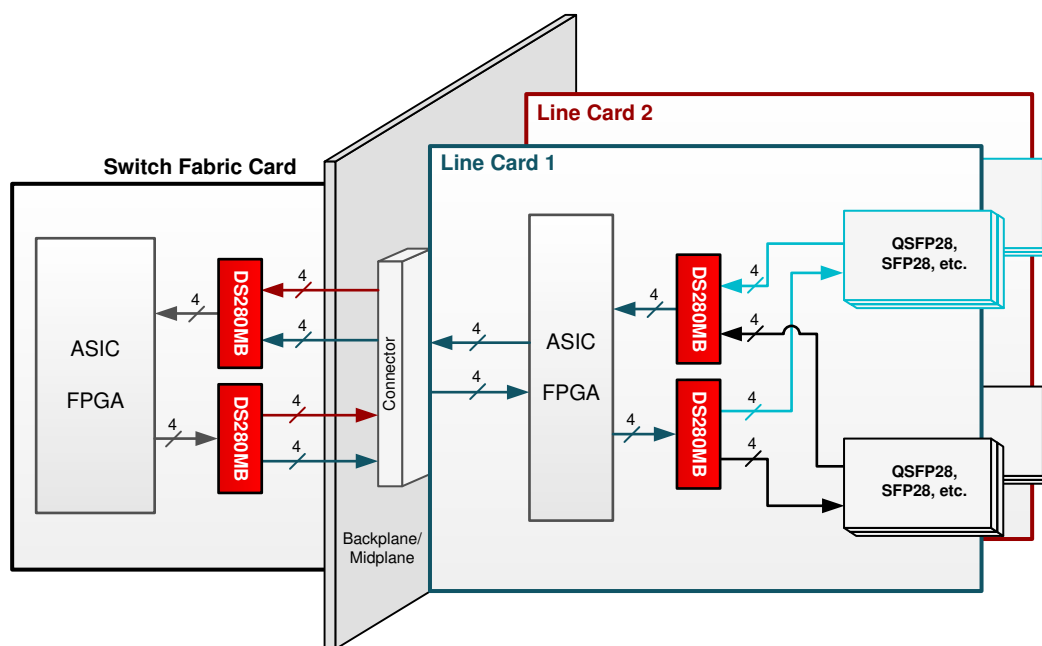 Line Card 2
Line Card 1
Switch Fabric Card
QSFP28,
SFP28, etc.
4
4
4
DS280MB
4
DS280MB
4
4
4
ASIC
FPGA
4
4
Connector
ASIC
FPGA
4
4
DS280MB
4
4
4
DS280MB
4
QSFP28,
SFP28, etc.
Backplane/
Midplane